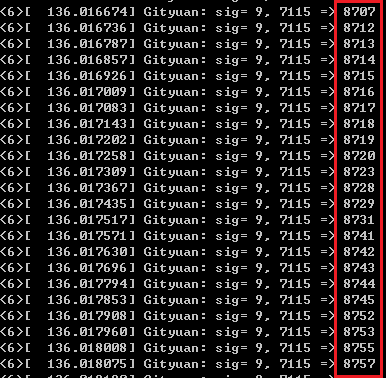 <6>[  136.016674] Gityuan: sig= 9, 7115 => 8707
<6>[  136.016736] Gityuan: sig= 9, 7115 => 8712
<6>[  136.016787] Gityuan: sig= 9, 7115 => 8713
<6>[  136.016857] Gityuan: sig= 9, 7115 => 8714
<6>[  136.016926] Gityuan: sig= 9, 7115 => 8715
<6>[  136.017009] Gityuan: sig= 9, 7115 => 8716
<6>[  136.017083] Gityuan: sig= 9, 7115 => 8717
<6>[  136.017143] Gityuan: sig= 9, 7115 => 8718
<6>[  136.017202] Gityuan: sig= 9, 7115 => 8719
<6>[  136.017258] Gityuan: sig= 9, 7115 => 8720
<6>[  136.017309] Gityuan: sig= 9, 7115 => 8723
<6>[  136.017367] Gityuan: sig= 9, 7115 => 8728
<6>[  136.017435] Gityuan: sig= 9, 7115 => 8729
<6>[  136.017517] Gityuan: sig= 9, 7115 => 8731
<6>[  136.017571] Gityuan: sig= 9, 7115 => 8741
<6>[  136.017630] Gityuan: sig= 9, 7115 => 8742
<6>[  136.017696] Gityuan: sig= 9, 7115 => 8743
<6>[  136.017794] Gityuan: sig= 9, 7115 => 8744
<6>[  136.017853] Gityuan: sig= 9, 7115 => 8745
<6>[  136.017908] Gityuan: sig= 9, 7115 => 8752
<6>[  136.017960] Gityuan: sig= 9, 7115 => 8753
<6>[  136.018008] Gityuan: sig= 9, 7115 => 8755
<6>[  136.018075] Gityuan: sig= 9, 7115 => 8757